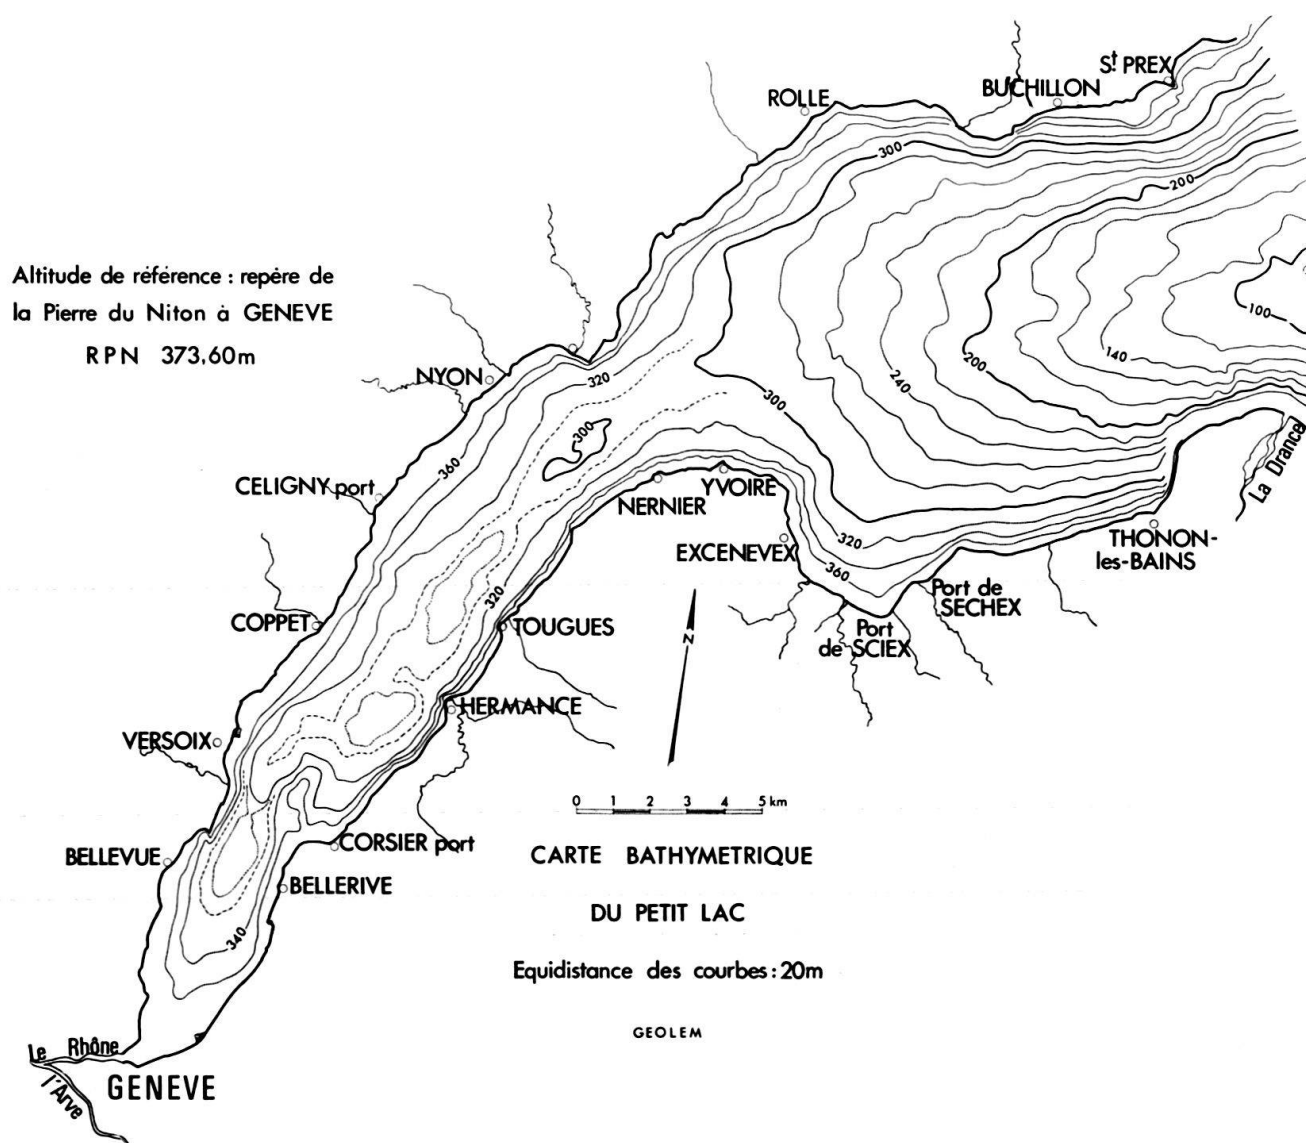 St PREX
BUCHILLON
ROLLE
300
200
Altitude de référence : repère de
la Pierre du Niton à GENEVE
RPN 373,60m
100
140
200
240
320
300
NYON
300
360
CELIGNY port
La Drance
YVOIRE
NERNIER
EXCENEVEX
320
THONON-
les-BAINS
360
320
Port de
SECHEX
COPPET
TOUGUES
Port
de SCIEX
N
HERMANCE
VERSOIX
0 1 2 3 4 5 km
CORSIER port
BELLEVUE
CARTE BATHYMETRIQUE
BELLERIVE
DU PETIT LAC
340
Equidistance des courbes : 20m
GEOLEM
Le Rhône
GENEVE
l'Arve